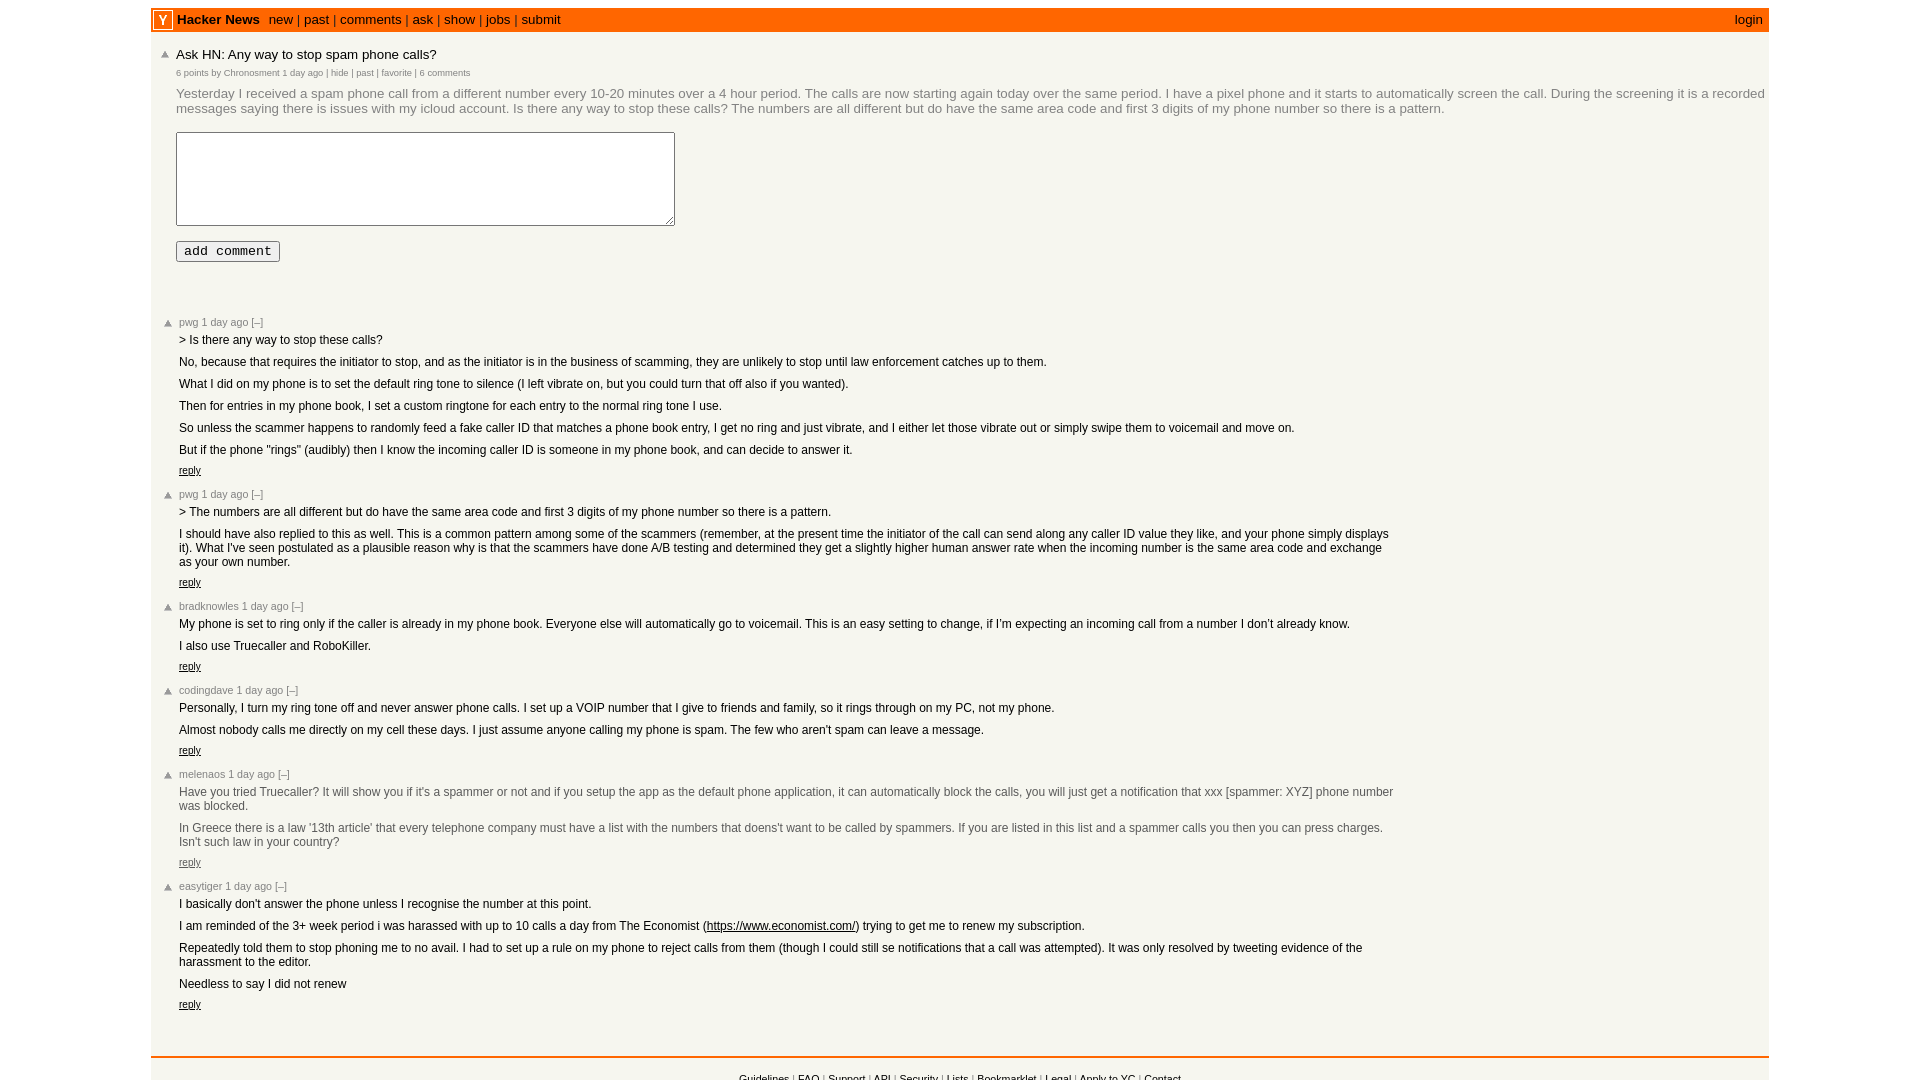 Y Hacker News new | past | comments | ask | show | jobs | submit login
Ask HN: Any way to stop spam phone calls?
6 points by Chronosment 1 day ago | hide | past | favorite | 6 comments
Yesterday I received a spam phone call from a different number every 10-20 minutes over a 4 hour period. The calls are now starting again today over the same period. I have a pixel phone and it starts to automatically screen the call. During the screening it is a recorded
messages saying there is issues with my icloud account. Is there any way to stop these calls? The numbers are all different but do have the same area code and first 3 digits of my phone number so there is a pattern.
add comment
pwg 1 day ago [–]
> Is there any way to stop these calls?
No, because that requires the initiator to stop, and as the initiator is in the business of scamming, they are unlikely to stop until law enforcement catches up to them.
What I did on my phone is to set the default ring tone to silence (I left vibrate on, but you could turn that off also if you wanted).
Then for entries in my phone book, I set a custom ringtone for each entry to the normal ring tone I use.
So unless the scammer happens to randomly feed a fake caller ID that matches a phone book entry, I get no ring and just vibrate, and I either let those vibrate out or simply swipe them to voicemail and move on.
But if the phone "rings" (audibly) then I know the incoming caller ID is someone in my phone book, and can decide to answer it.
reply
pwg 1 day ago [–]
> The numbers are all different but do have the same area code and first 3 digits of my phone number so there is a pattern.
I should have also replied to this as well. This is a common pattern among some of the scammers (remember, at the present time the initiator of the call can send along any caller ID value they like, and your phone simply displays
it). What I've seen postulated as a plausible reason why is that the scammers have done A/B testing and determined they get a slightly higher human answer rate when the incoming number is the same area code and exchange
as your own number.
reply
bradknowles 1 day ago [–]
My phone is set to ring only if the caller is already in my phone book. Everyone else will automatically go to voicemail. This is an easy setting to change, if I’m expecting an incoming call from a number I don’t already know.
I also use Truecaller and RoboKiller.
reply
codingdave 1 day ago [–]
Personally, I turn my ring tone off and never answer phone calls. I set up a VOIP number that I give to friends and family, so it rings through on my PC, not my phone.
Almost nobody calls me directly on my cell these days. I just assume anyone calling my phone is spam. The few who aren't spam can leave a message.
reply
melenaos 1 day ago [–]
Have you tried Truecaller? It will show you if it's a spammer or not and if you setup the app as the default phone application, it can automatically block the calls, you will just get a notification that xxx [spammer: XYZ] phone number
was blocked.
In Greece there is a law '13th article' that every telephone company must have a list with the numbers that doens't want to be called by spammers. If you are listed in this list and a spammer calls you then you can press charges.
Isn't such law in your country?
reply
easytiger 1 day ago [–]
I basically don't answer the phone unless I recognise the number at this point.
I am reminded of the 3+ week period i was harassed with up to 10 calls a day from The Economist (https://www.economist.com/) trying to get me to renew my subscription.
Repeatedly told them to stop phoning me to no avail. I had to set up a rule on my phone to reject calls from them (though I could still se notifications that a call was attempted). It was only resolved by tweeting evidence of the
harassment to the editor.
Needless to say I did not renew
reply
Guidelines | FAQ | Support | API | Security | Lists | Bookmarklet | Legal | Apply to YC | Contact